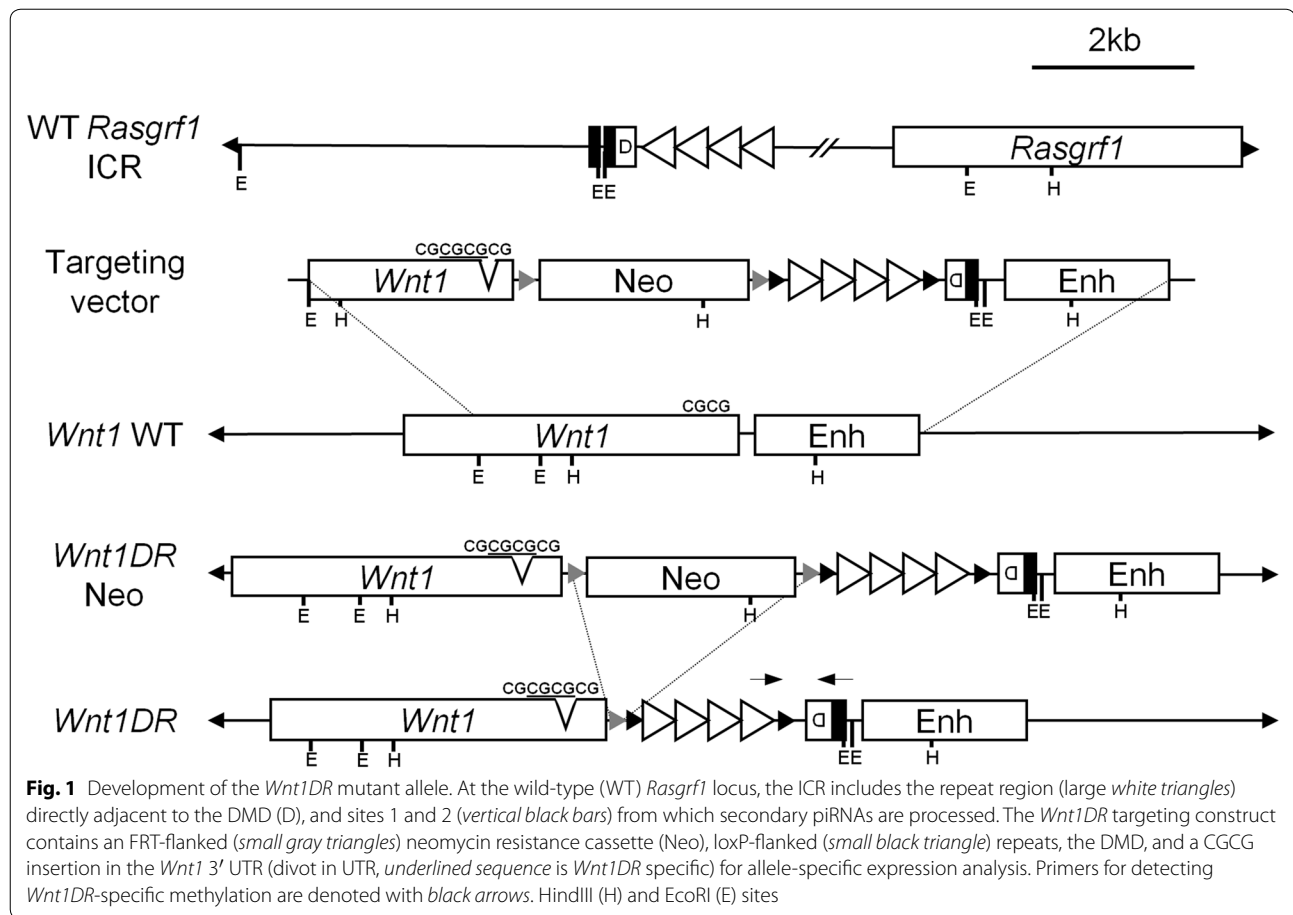 2kb
WT Rasgrf1
ICR
D
Rasgrf1
E
EE
E
H
Targeting
vector
CGCGCGCG
Wnt1
Neo
D
Enh
E
H
H
EE
H
Wnt1 WT
CGCG
Wnt1
Enh
E
E
H
H
Wnt1DR
Neo
CGCGCGCG
Wnt1
Neo
D
Enh
E
E
H
H
EE
H
Wnt1DR
CGCGCGCG
Wnt1
D
Enh
E
E
H
EE
H
Fig. 1 Development of the Wnt1DR mutant allele. At the wild-type (WT) Rasgrf1 locus, the ICR includes the repeat region (large white triangles)
directly adjacent to the DMD (D), and sites 1 and 2 (vertical black bars) from which secondary piRNAs are processed. The Wnt1DR targeting construct
contains an FRT-flanked (small gray triangles) neomycin resistance cassette (Neo), loxP-flanked (small black triangle) repeats, the DMD, and a CGCG
insertion in the Wnt1 3′ UTR (divot in UTR, underlined sequence is Wnt1DR specific) for allele-specific expression analysis. Primers for detecting
Wnt1DR-specific methylation are denoted with black arrows. HindIII (H) and EcoRI (E) sites